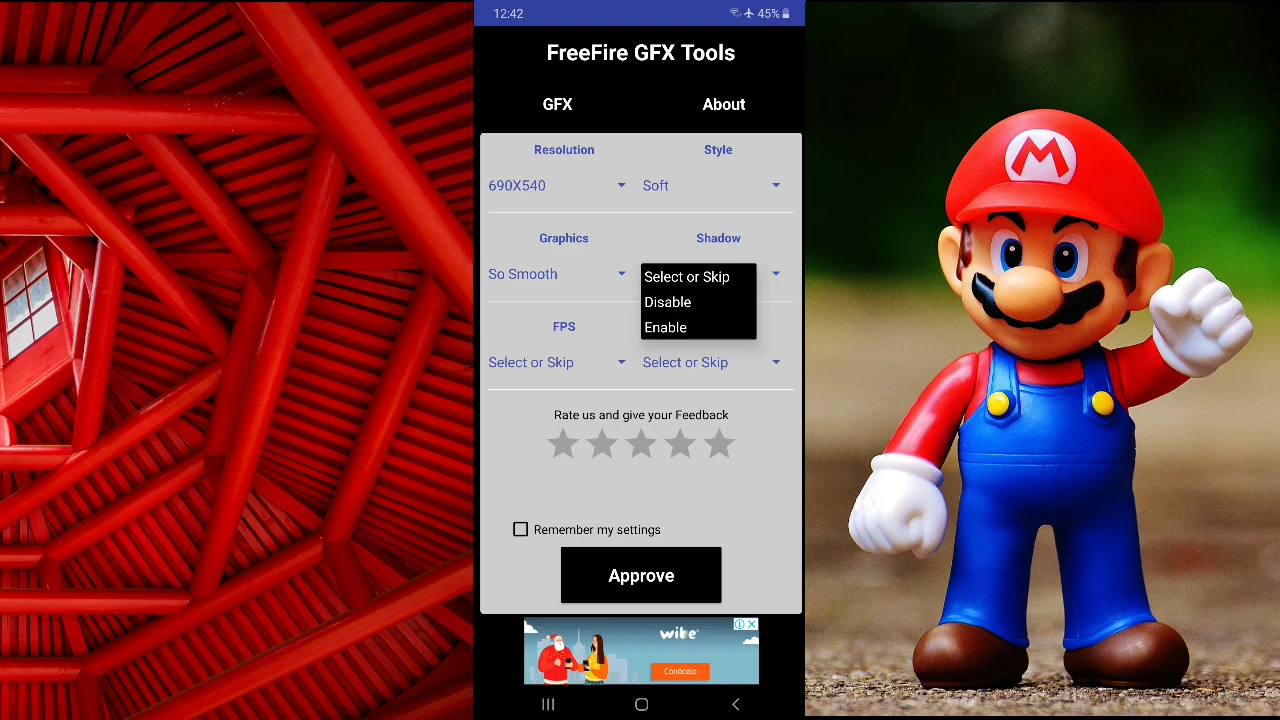 12:42
45%
FreeFire GFX Tools
GFX
About
Resolution
Style
690X540
Soft
Graphics
Shadow
So Smooth
Select or Skip
Disable
Enable
FPS
Select or Skip
Select or Skip
Rate us and give your Feedback
Remember my settings
Approve
wibe
Conócelo
M